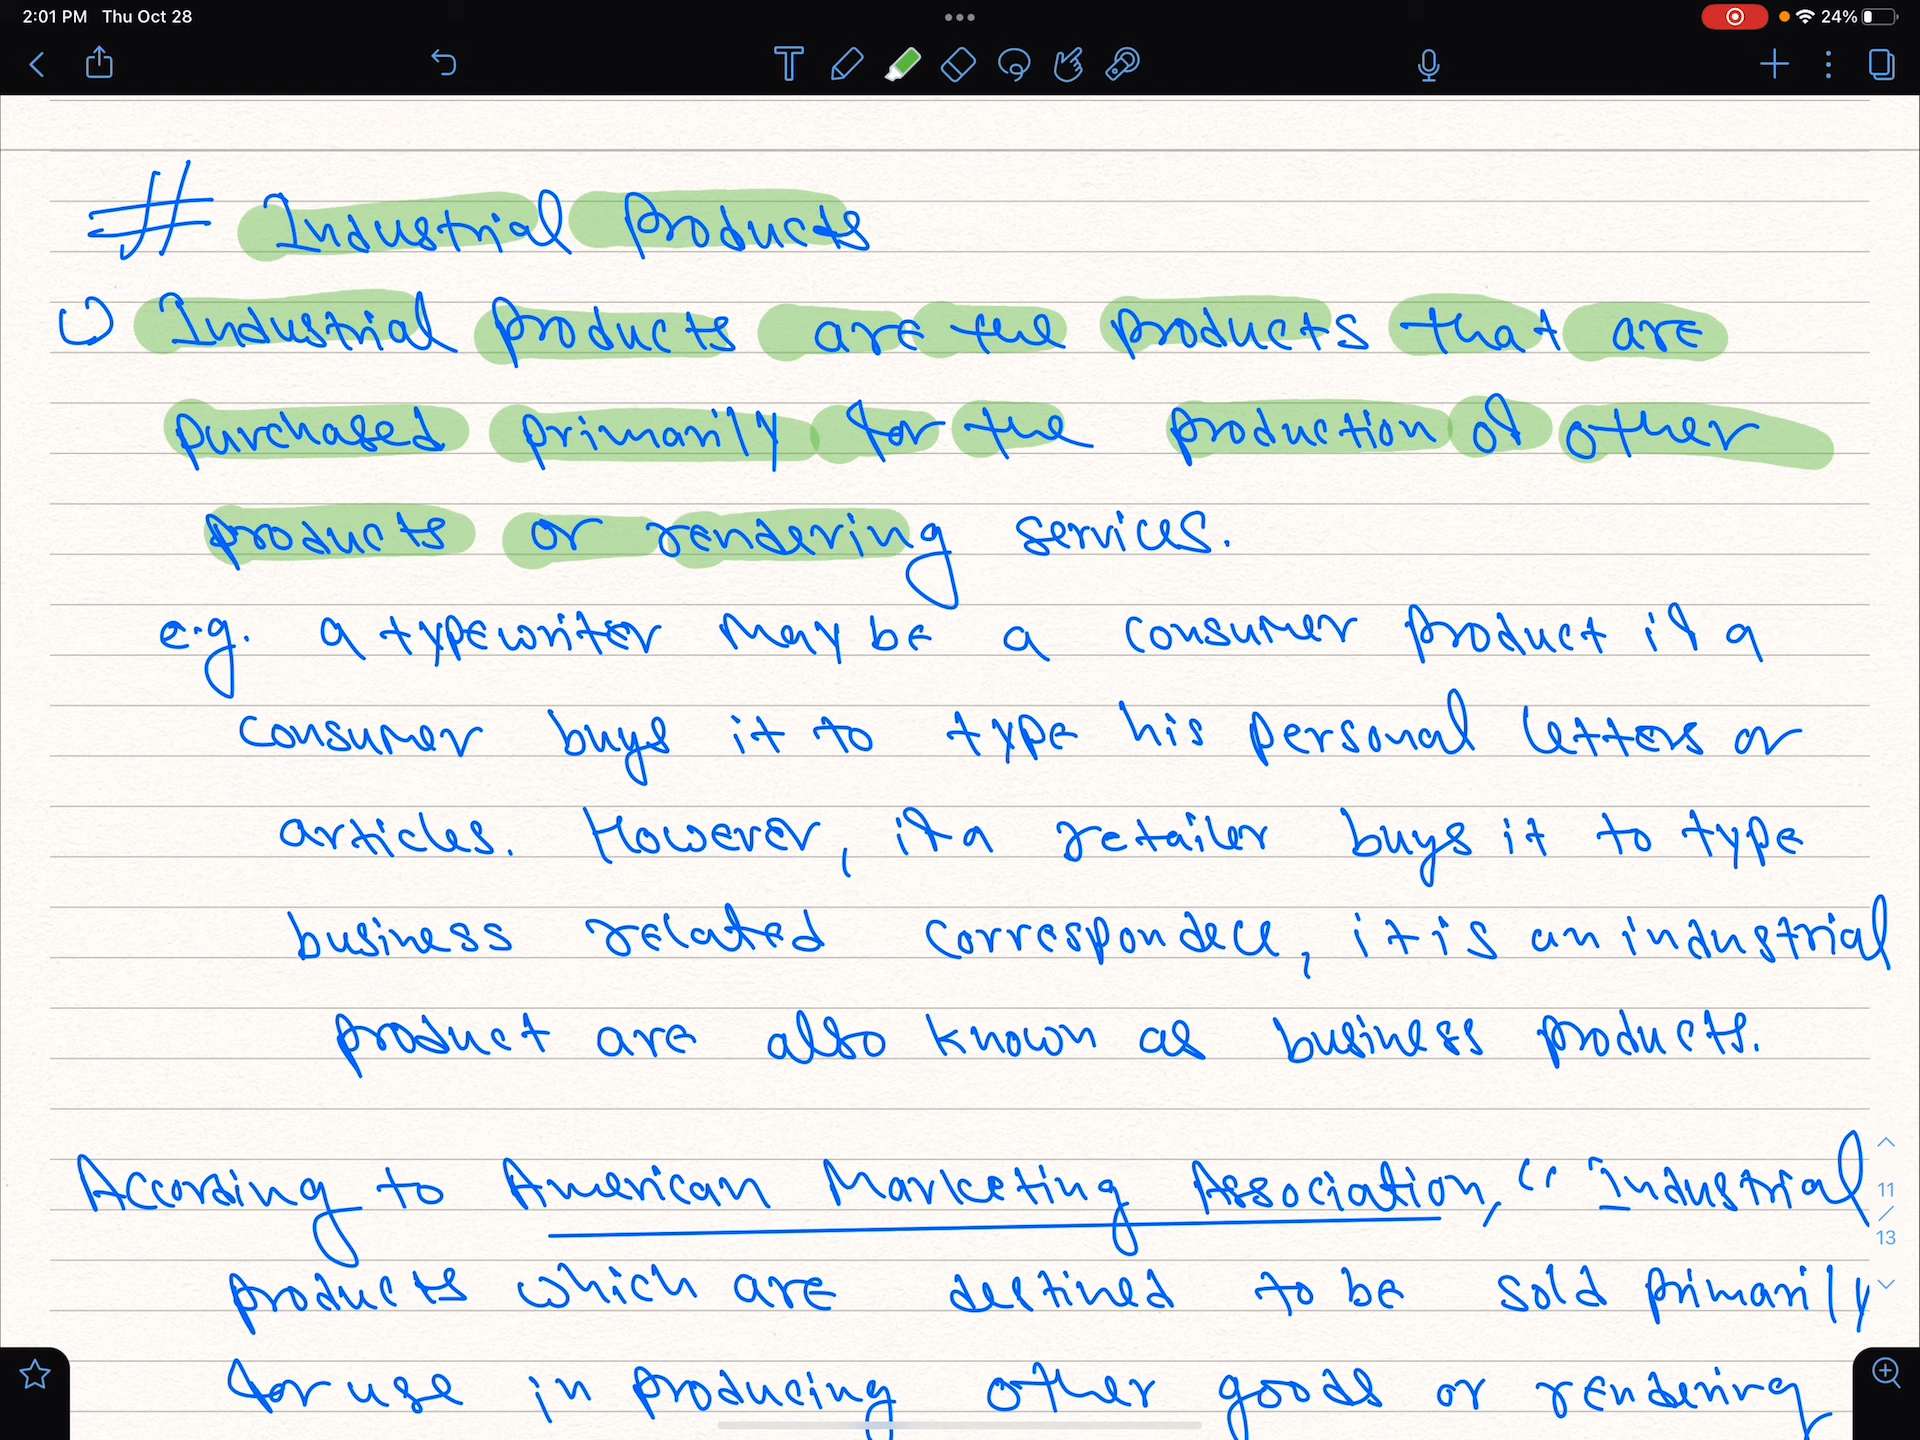 2:01 PM Thu Oct 28
24%
# Industrial Products
Industrial products are the products that are
purchased primarily for the production of other
products or rendering services.
e.g. a typewriter may be a consumer product if a
consumer buys it to type his personal letters or
articles. However, if a retailer buys it to type
business related correspondece, it is an industrial
product are also known as business products.
According to American Marketing Association, " industrial
products which are destined to be sold primarily
for use in producing other goods or rendering
11
/
13